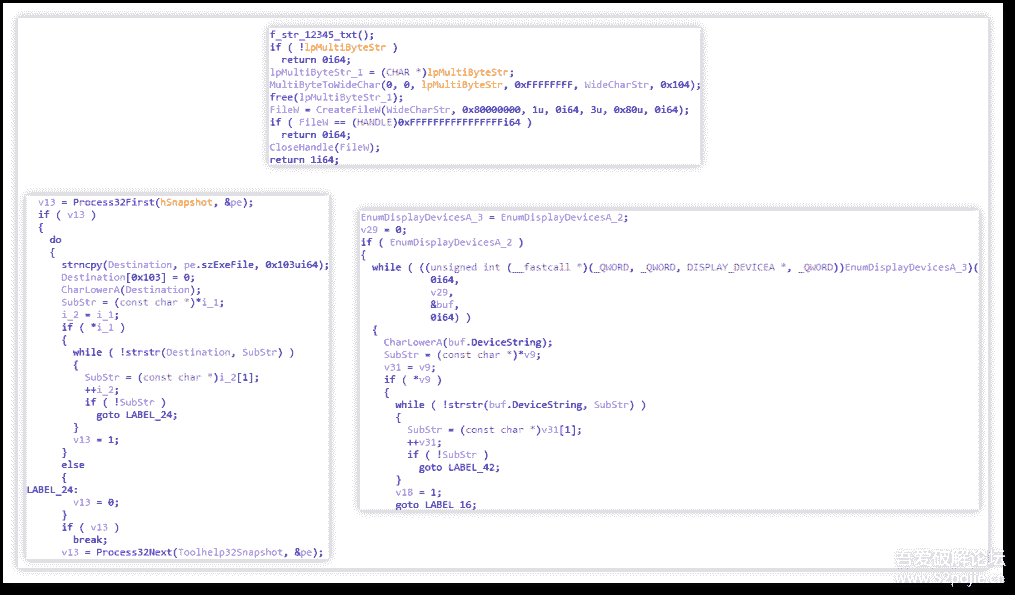 f_str_12345_txt();
if ( !lpMultiByteStr )
return 0i64;
lpMultiByteStr_1 = (CHAR *)lpMultiByteStr;
MultiByteToWideChar(0, 0, lpMultiByteStr, 0xFFFFFFFF, WideCharStr, 0x104);
free(lpMultiByteStr_1);
FileW = CreateFileW(WideCharStr, 0x80000000, 1u, 0i64, 3u, 0x80u, 0i64);
if ( FileW == (HANDLE)0xFFFFFFFFFFFFFFFFi64 )
return 0i64;
CloseHandle(FileW);
return 1i64;
v13 = Process32First(hSnapshot, &pe);
if ( v13 )
{
do
{
strncpy(Destination, pe.szExeFile, 0x103ui64);
Destination[0x103] = 0;
CharLowerA(Destination);
SubStr = (const char *)*i_1;
i_2 = i_1;
if ( *i_1 )
{
while ( !strstr(Destination, SubStr) )
{
SubStr = (const char *)i_2[1];
++i_2;
if ( !SubStr )
goto LABEL_24;
}
v13 = 1;
}
else
{
LABEL_24:
v13 = 0;
}
if ( v13 )
break;
v13 = Process32Next(Toolhelp32Snapshot, &pe);
EnumDisplayDevicesA_3 = EnumDisplayDevicesA_2;
v29 = 0;
if ( EnumDisplayDevicesA_2 )
{
while ( ((unsigned int (__fastcall *)(_QWORD, _QWORD, DISPLAY_DEVICEA *, _QWORD))EnumDisplayDevicesA_3)(
0i64,
v29,
&buf,
0i64) )
{
CharLowerA(buf.DeviceString);
SubStr = (const char *)*v9;
v31 = v9;
if ( *v9 )
{
while ( !strstr(buf.DeviceString, SubStr) )
{
SubStr = (const char *)v31[1];
++v31;
if ( !SubStr )
goto LABEL_42;
}
v18 = 1;
goto LABEL_16;
吾爱破解论坛
www.52pojie.cn